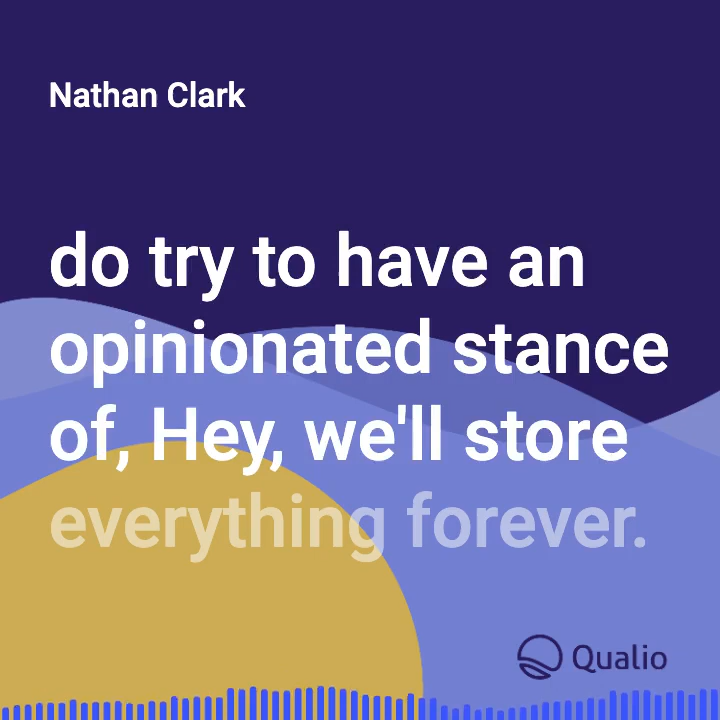 Nathan Clark
do try to have an
opinionated stance
of, Hey, we'll store
everything forever.
Qualio